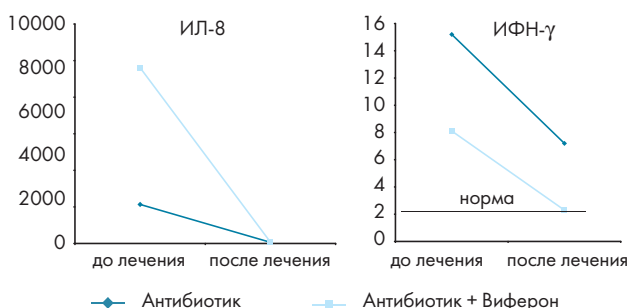 ИЛ-8
10000
8000
6000
4000
2000
0
до лечения
после лечения
ИФН-γ
16
14
12
10
8
6
4
2
0
норма
до лечения
после лечения
Антибиотик
Антибиотик + Виферон